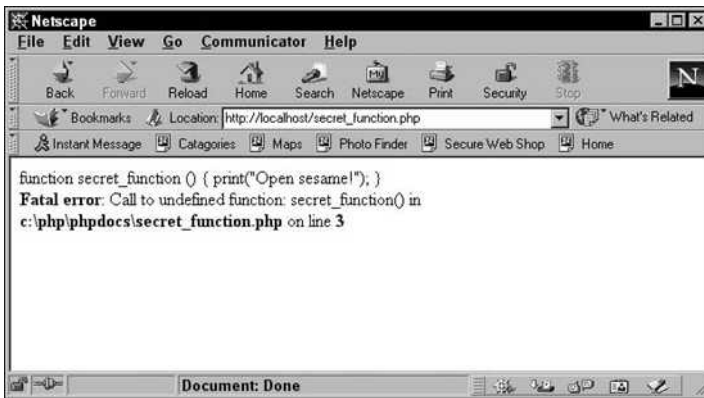 Netscape
File Edit View Go Communicator Help
Back Forward Reload Home Search Netscape Print Security Stop
My
N
Bookmarks Location: http://localhost/secret_function.php What's Related
Instant Message Catagories Maps Photo Finder Secure Web Shop Home
function secret_function () { print("Open sesame!"); }
Fatal error: Call to undefined function: secret_function() in
c:\php\phpdocs\secret_function.php on line 3
Document: Done